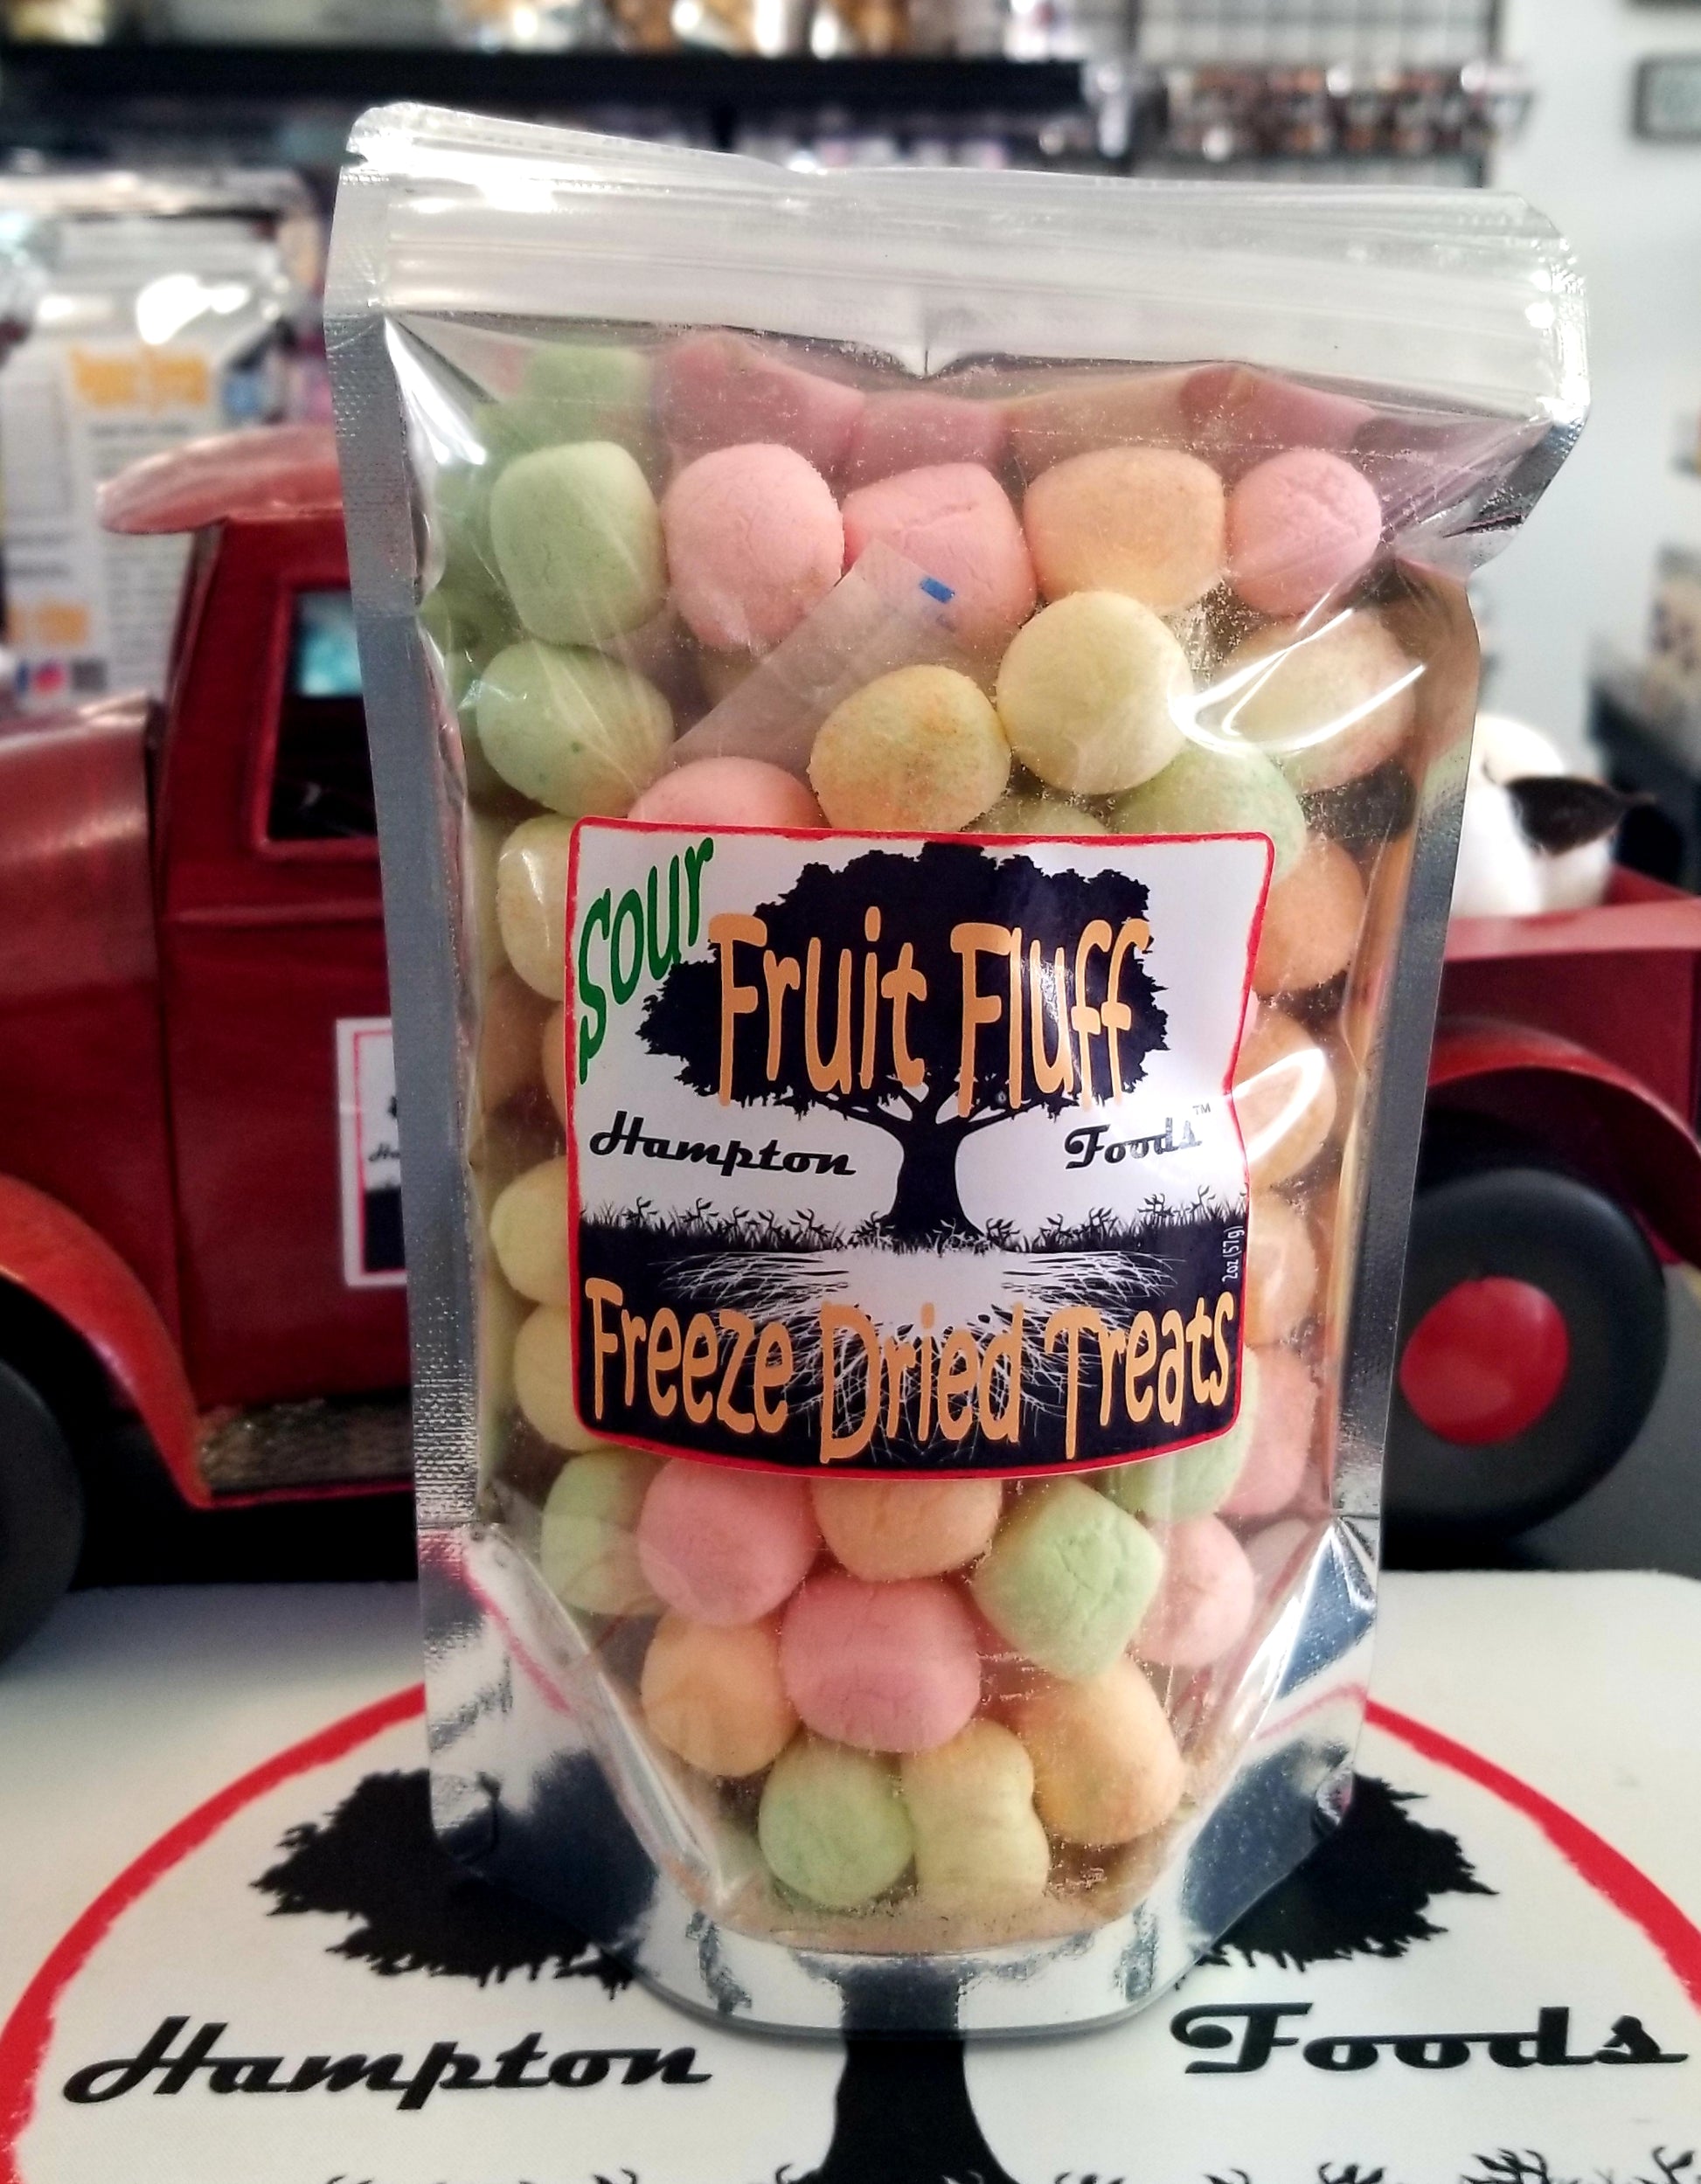 Sour
Fruit Fluff
Hampton Foods™
2oz (57g)
Freeze Dried Treats
Hampton Foods